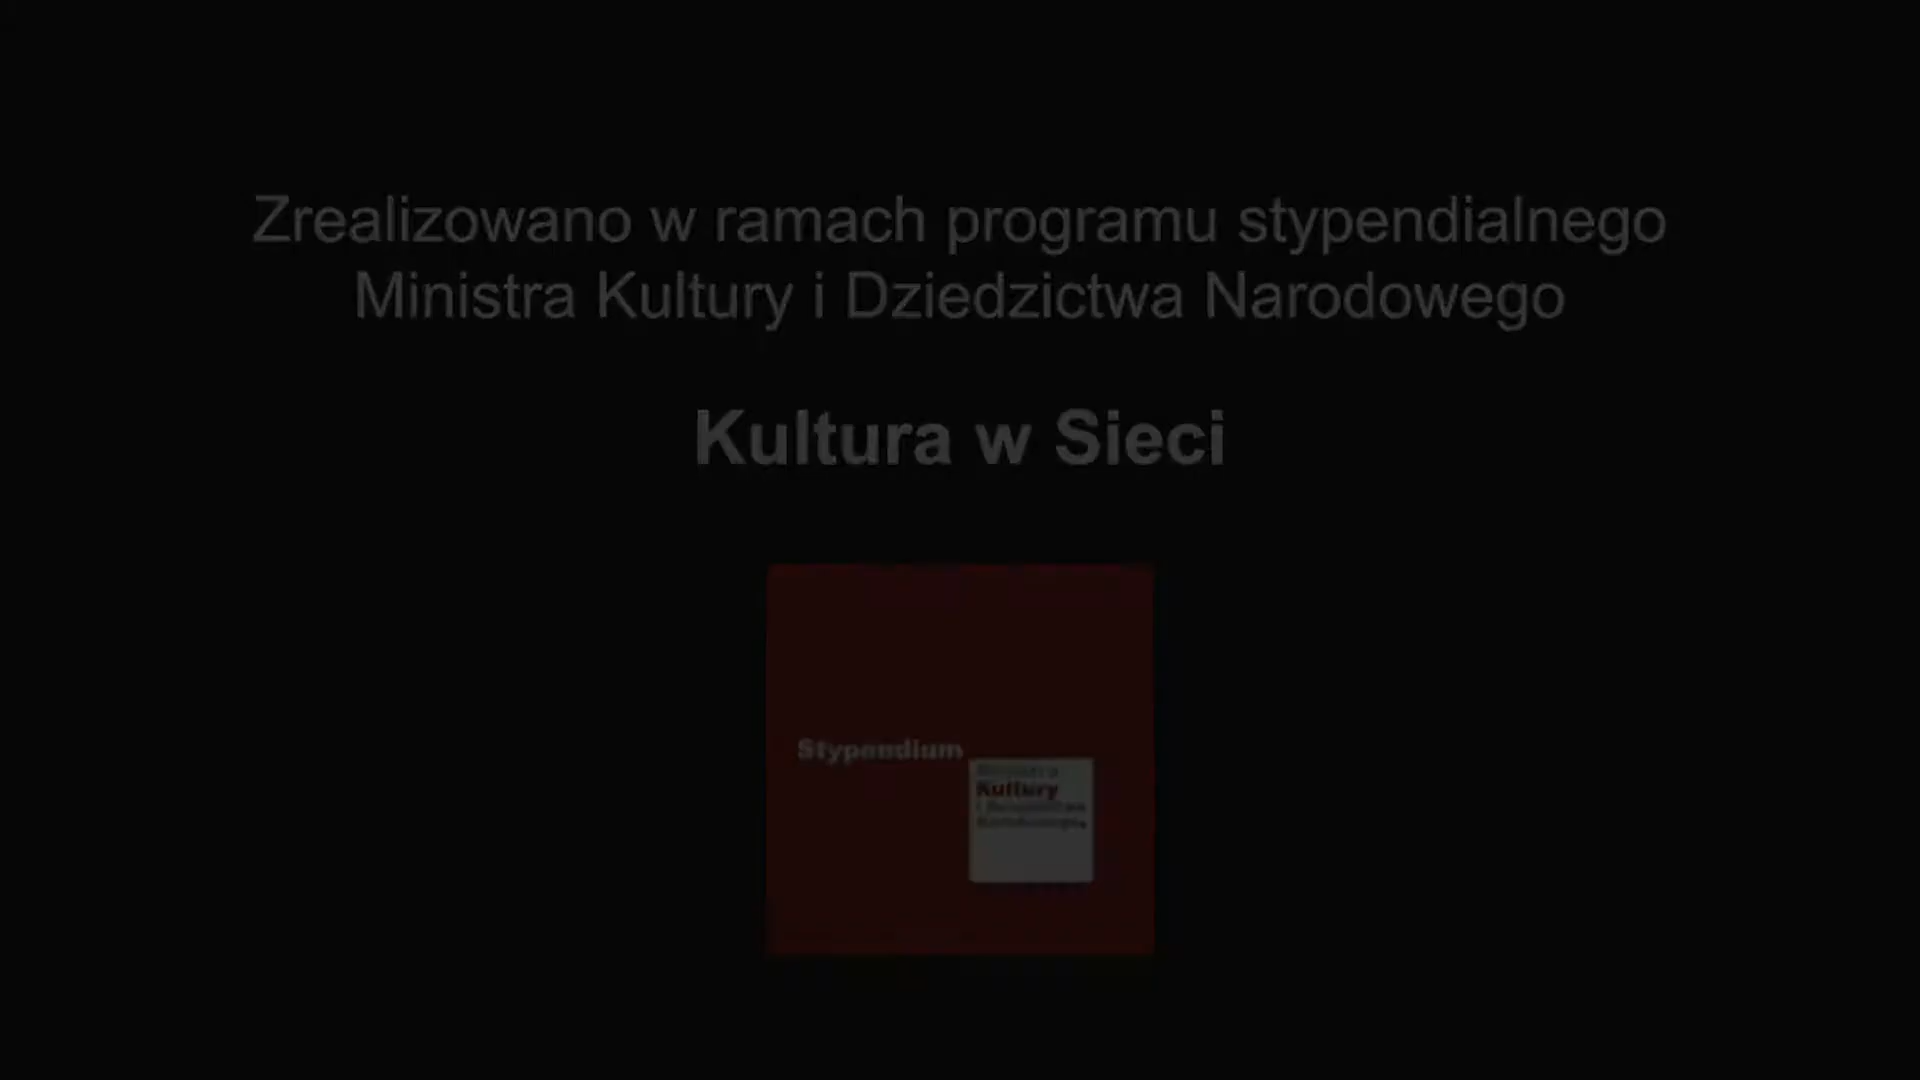 Zrealizowano w ramach programu stypendialnego
Ministra Kultury i Dziedzictwa Narodowego
Kultura w Sieci
Stypendium
Kultury